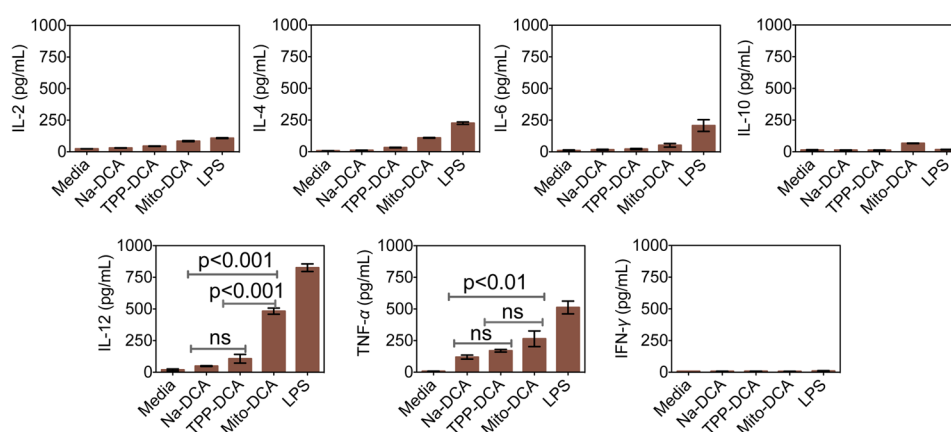 IL-2 (pg/mL)
1000
750
500
250
0
Media
Na-DCA
TPP-DCA
Mito-DCA
LPS
IL-4 (pg/mL)
1000
750
500
250
0
Media
Na-DCA
TPP-DCA
Mito-DCA
LPS
IL-6 (pg/mL)
1000
750
500
250
0
Media
Na-DCA
TPP-DCA
Mito-DCA
LPS
IL-10 (pg/mL)
1000
750
500
250
0
Media
Na-DCA
TPP-DCA
Mito-DCA
LPS
IL-12 (pg/mL)
1000
750
500
250
0
p<0.001
p<0.001
ns
Media
Na-DCA
TPP-DCA
Mito-DCA
LPS
TNF-α (pg/mL)
1000
750
500
250
0
p<0.01
ns
ns
Media
Na-DCA
TPP-DCA
Mito-DCA
LPS
IFN-γ (pg/mL)
1000
750
500
250
0
Media
Na-DCA
TPP-DCA
Mito-DCA
LPS